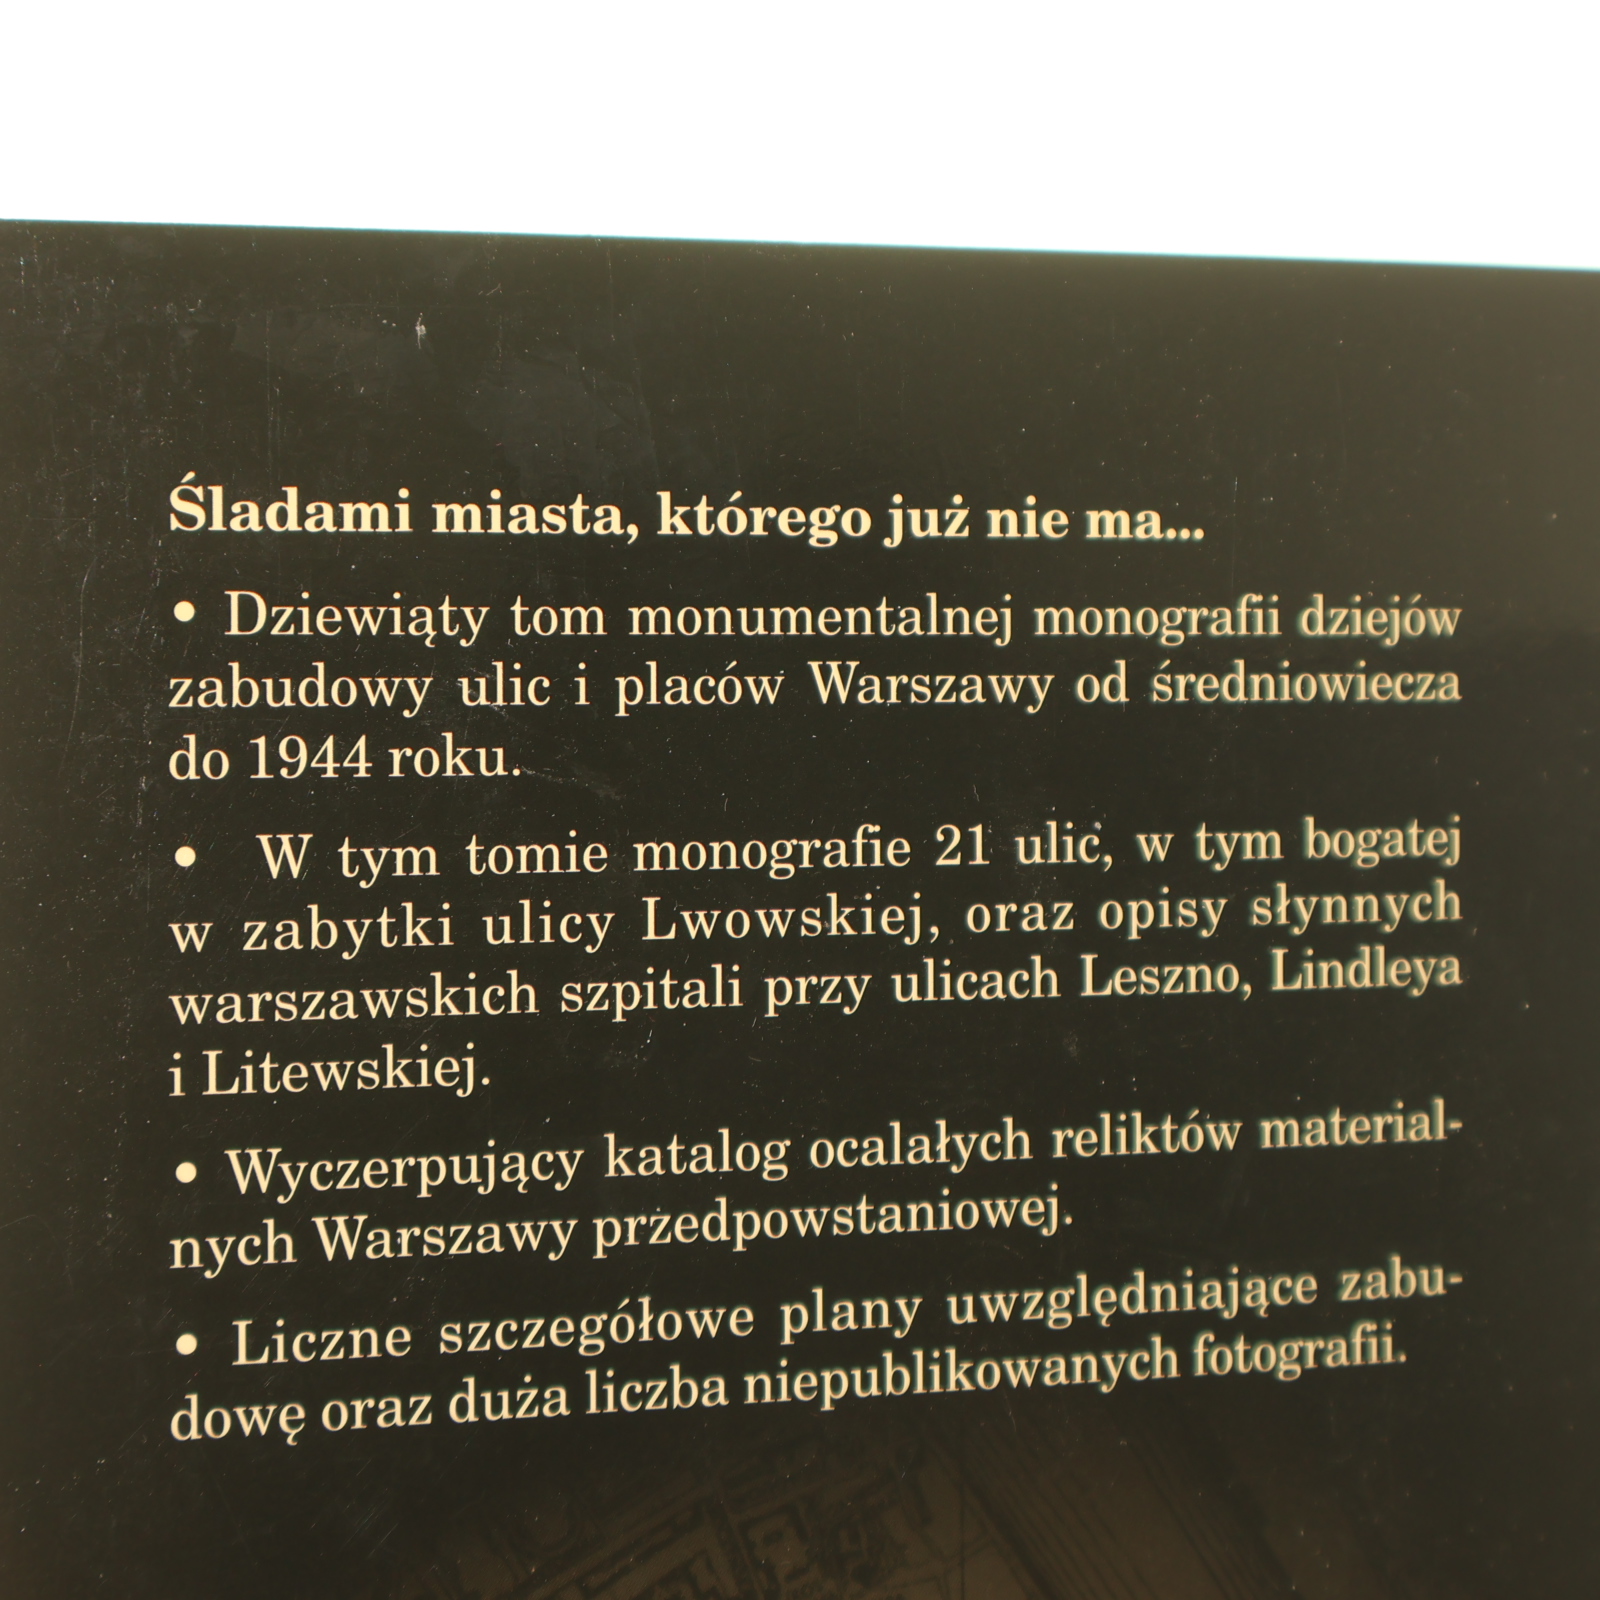 Śladami miasta, którego już nie ma...
• Dziewiąty tom monumentalnej monografii dziejów
zabudowy ulic i placów Warszawy od średniowiecza
do 1944 roku.
• W tym tomie monografie 21 ulic, w tym bogatej
w zabytki ulicy Lwowskiej, oraz opisy słynnych
warszawskich szpitali przy ulicach Leszno, Lindleya
i Litewskiej.
• Wyczerpujący katalog ocalałych reliktów material-
nych Warszawy przedpowstaniowej.
• Liczne szczegółowe plany uwzględniające zabu-
dowę oraz duża liczba niepublikowanych fotografii.